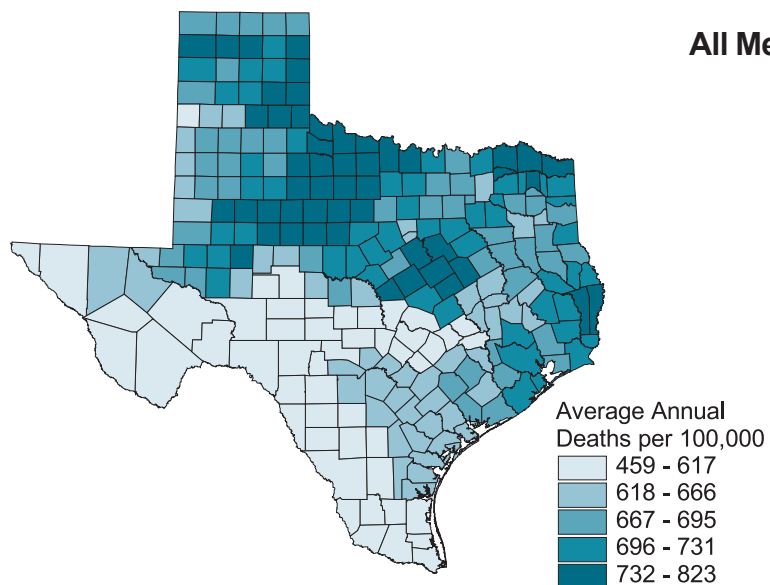 All Me
Average Annual
Deaths per 100,000
459 - 617
618 - 666
667 - 695
696 - 731
732 - 823